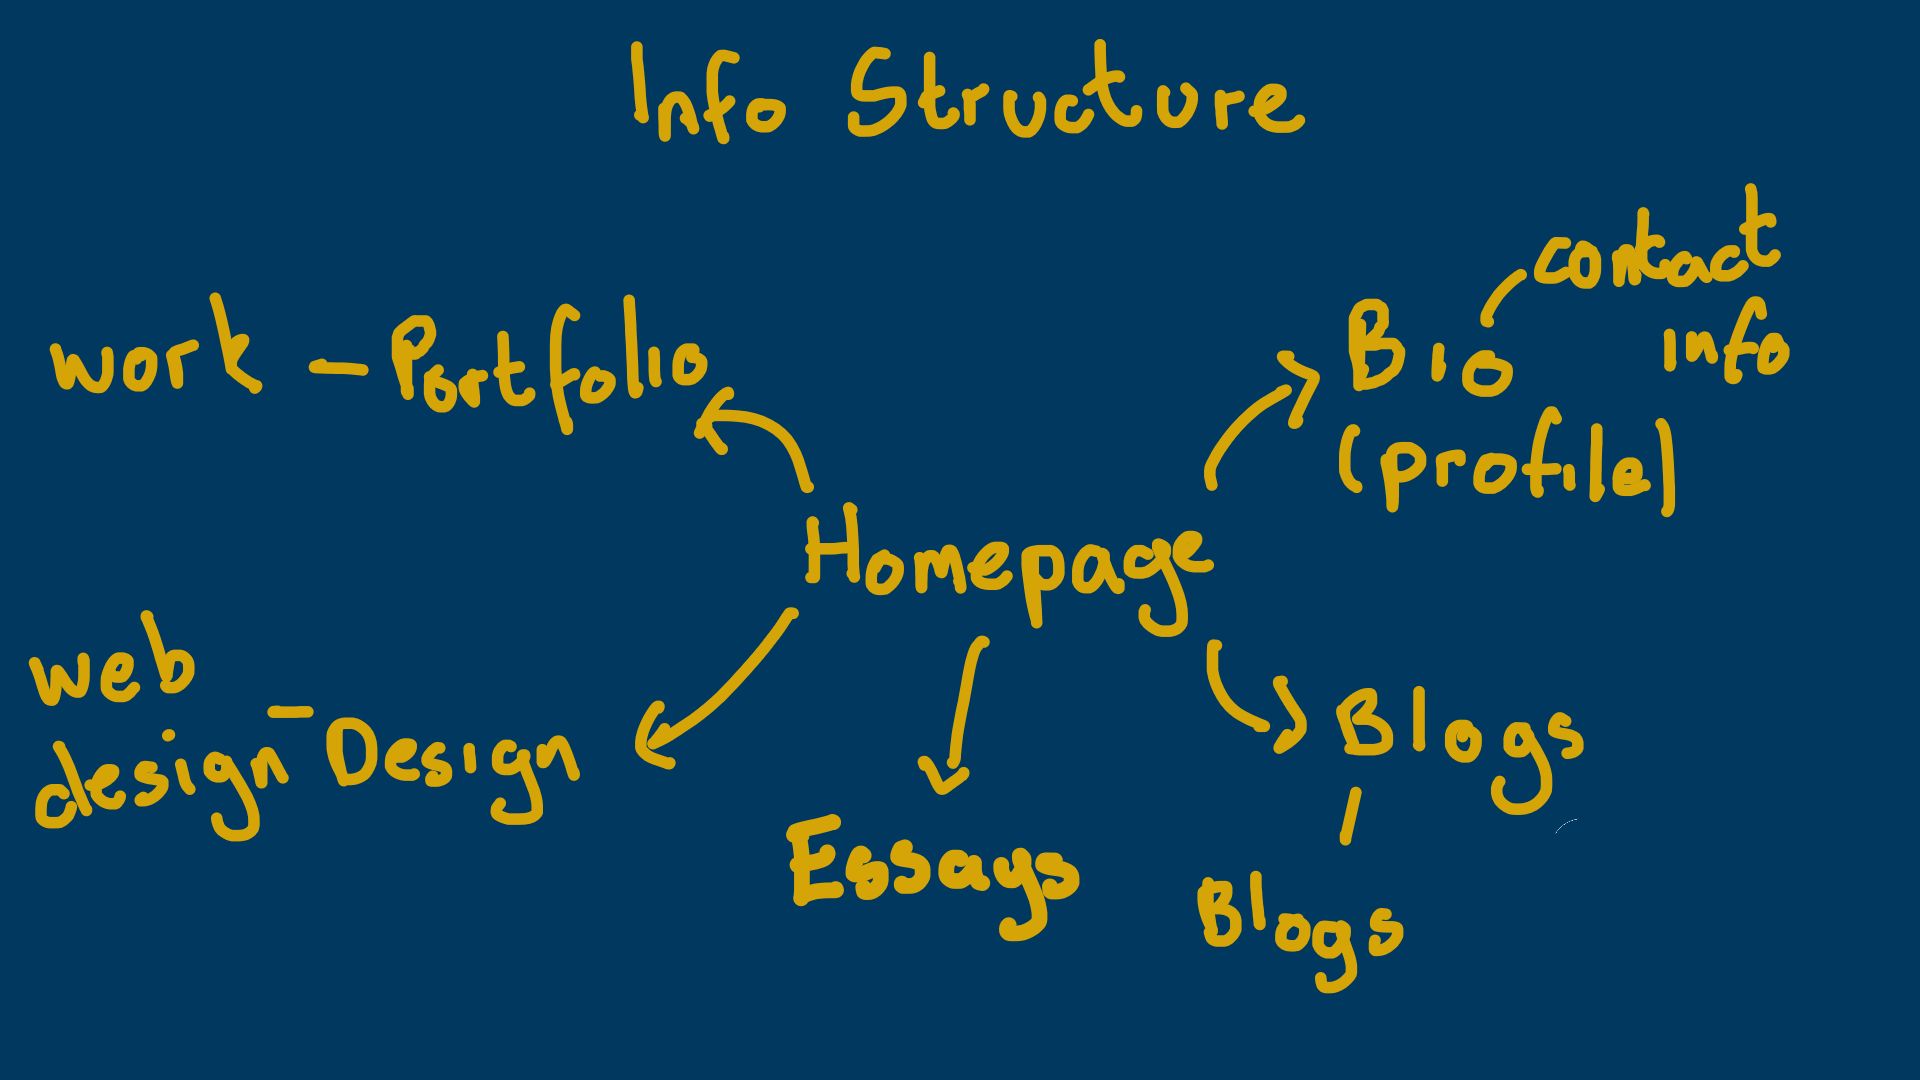 Info Structure
contact
info
work - Portfolio
Bio
(profile)
Homepage
web
design - Design
Blogs
Essays
Blogs